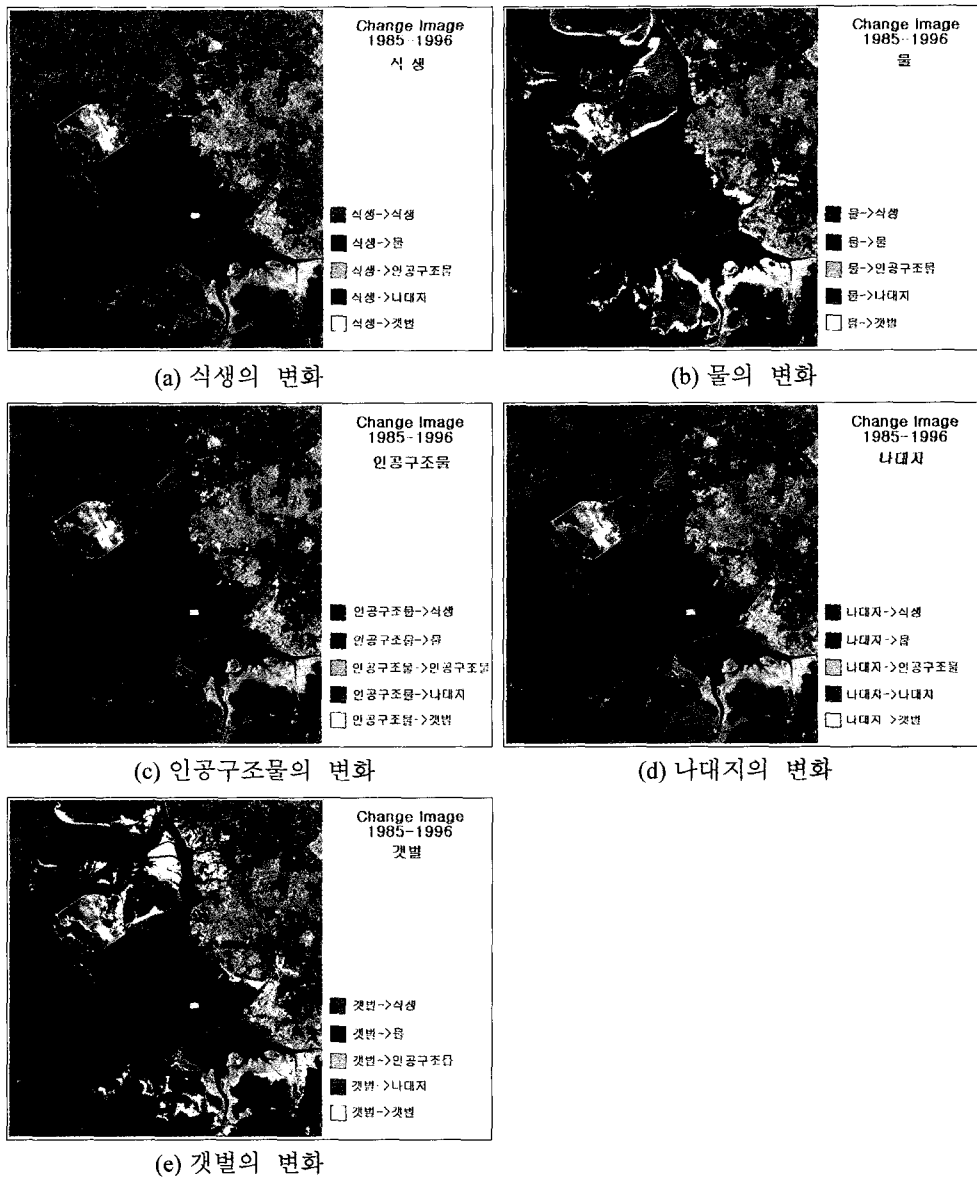 Change Image
1985-1996
식 생
식생->식생
식생->물
식생->인공구조물
식생->나대지
식생->갯벌
(a) 식생의 변화
Change Image
1985-1996
물
물->식생
물->물
물->인공구조물
물->나대지
물->갯벌
(b) 물의 변화
Change Image
1985-1996
인공구조물
인공구조물->식생
인공구조물->물
인공구조물->인공구조물
인공구조물->나대지
인공구조물->갯벌
(c) 인공구조물의 변화
Change Image
1985-1996
나대지
나대지->식생
나대지->물
나대지->인공구조물
나대지->나대지
나대지->갯벌
(d) 나대지의 변화
Change Image
1985-1996
갯벌
갯벌->식생
갯벌->물
갯벌->인공구조물
갯벌->나대지
갯벌->갯벌
(e) 갯벌의 변화